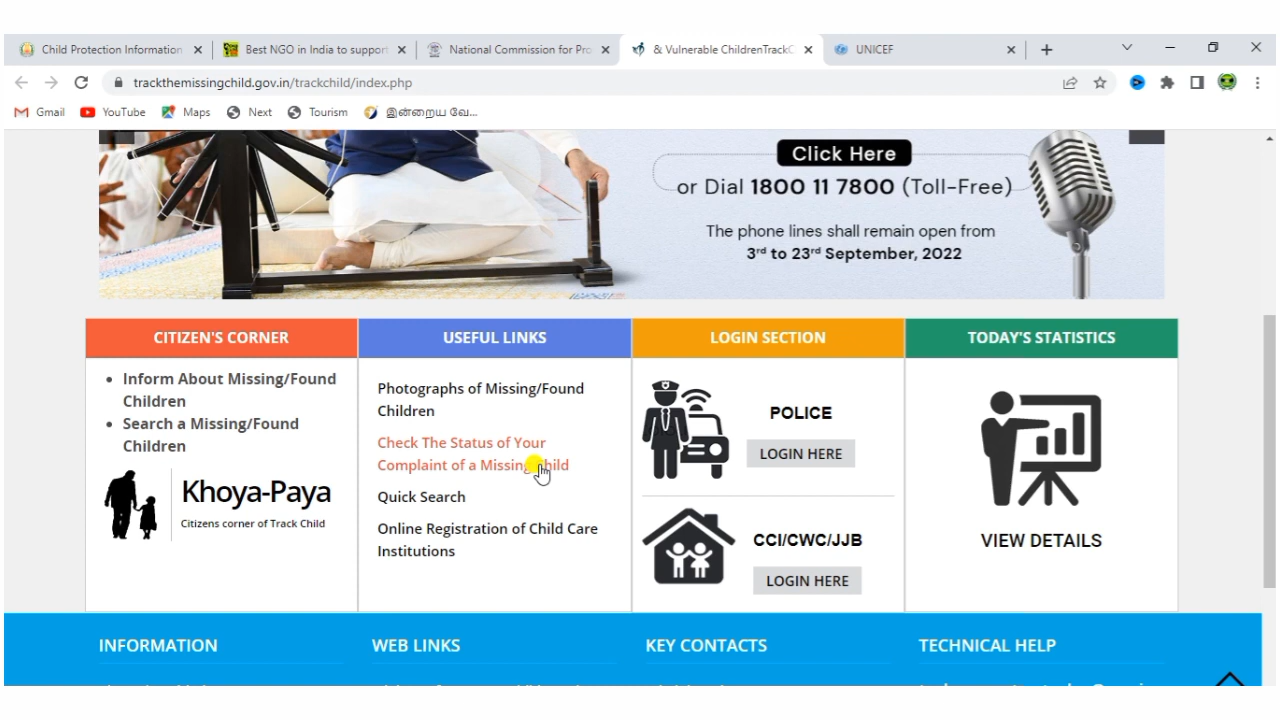 Child Protection Information
Best NGO in India to support
National Commission for Pro
& Vulnerable ChildrenTrackC
UNICEF
trackthemissingchild.gov.in/trackchild/index.php
Gmail
YouTube
Maps
Next
Tourism
இன்றைய வே...
Click Here
or Dial 1800 11 7800 (Toll-Free)
The phone lines shall remain open from
3rd to 23rd September, 2022
CITIZEN'S CORNER
USEFUL LINKS
LOGIN SECTION
TODAY'S STATISTICS
Inform About Missing/Found
Children
Search a Missing/Found
Children
Khoya-Paya
Citizens corner of Track Child
Photographs of Missing/Found
Children
Check The Status of Your
Complaint of a Missing Child
Quick Search
Online Registration of Child Care
Institutions
POLICE
LOGIN HERE
CCI/CWC/JJB
LOGIN HERE
VIEW DETAILS
INFORMATION
WEB LINKS
KEY CONTACTS
TECHNICAL HELP